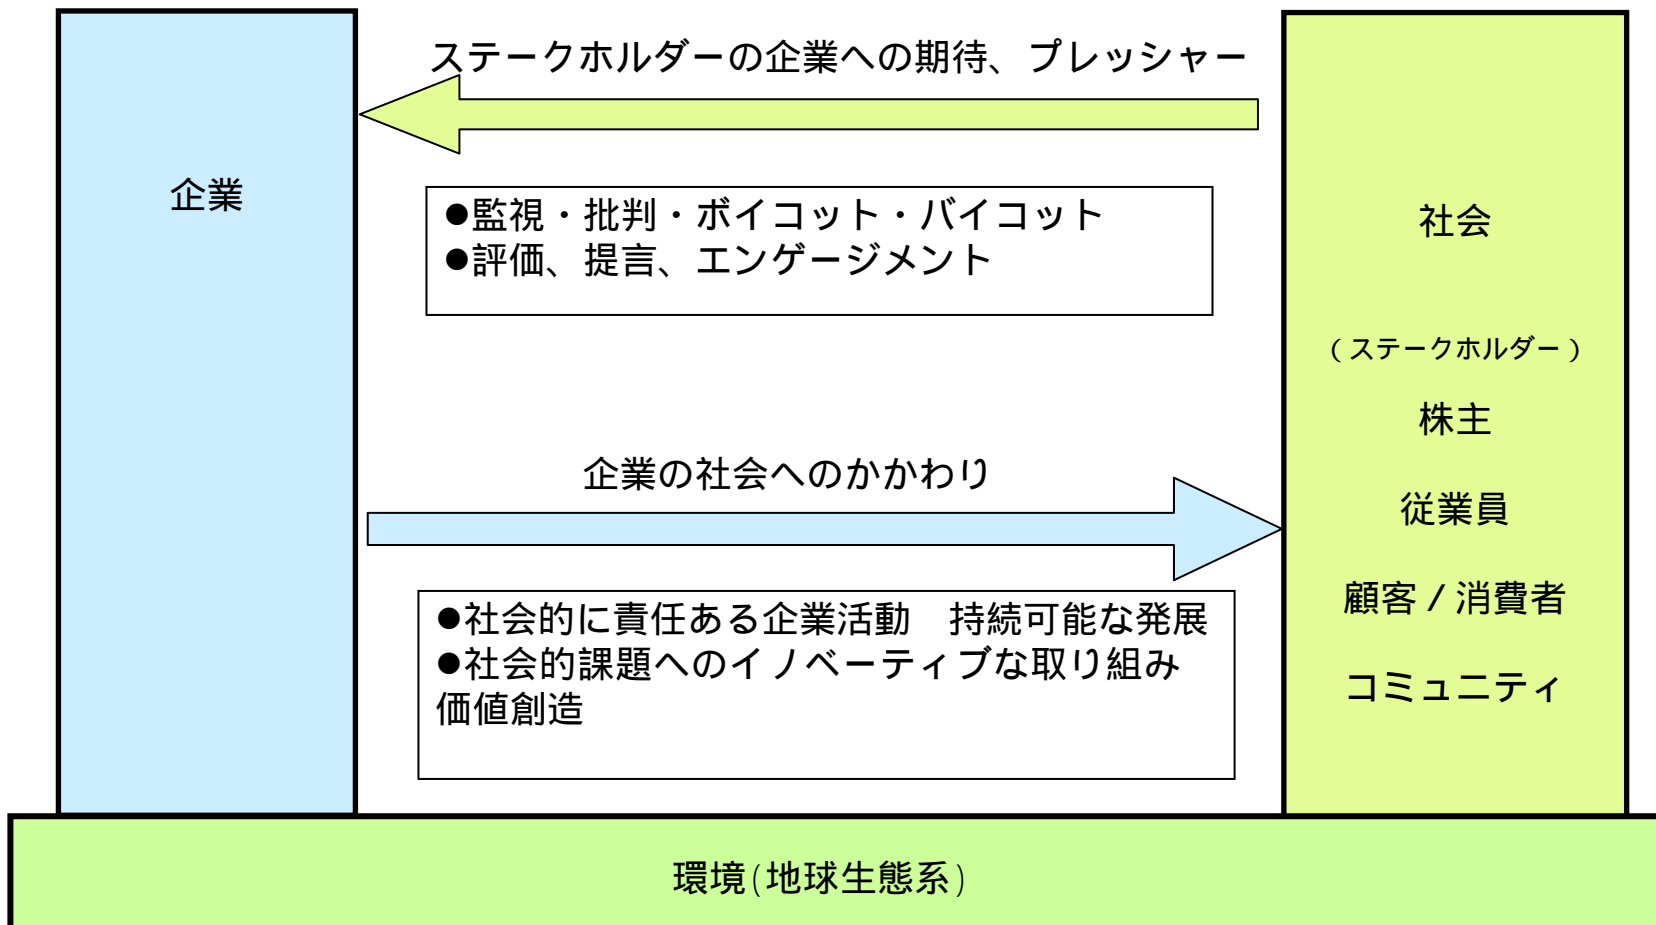 ステークホルダーの企業への期待、プレッシャー
企業
●監視・批判・ボイコット・バイコット
●評価、提言、エンゲージメント
社会
(ステークホルダー)
株主
従業員
顧客/消費者
コミュニティ
企業の社会へのかかわり
●社会的に責任ある企業活動　持続可能な発展
●社会的課題へのイノベーティブな取り組み
価値創造
環境(地球生態系)